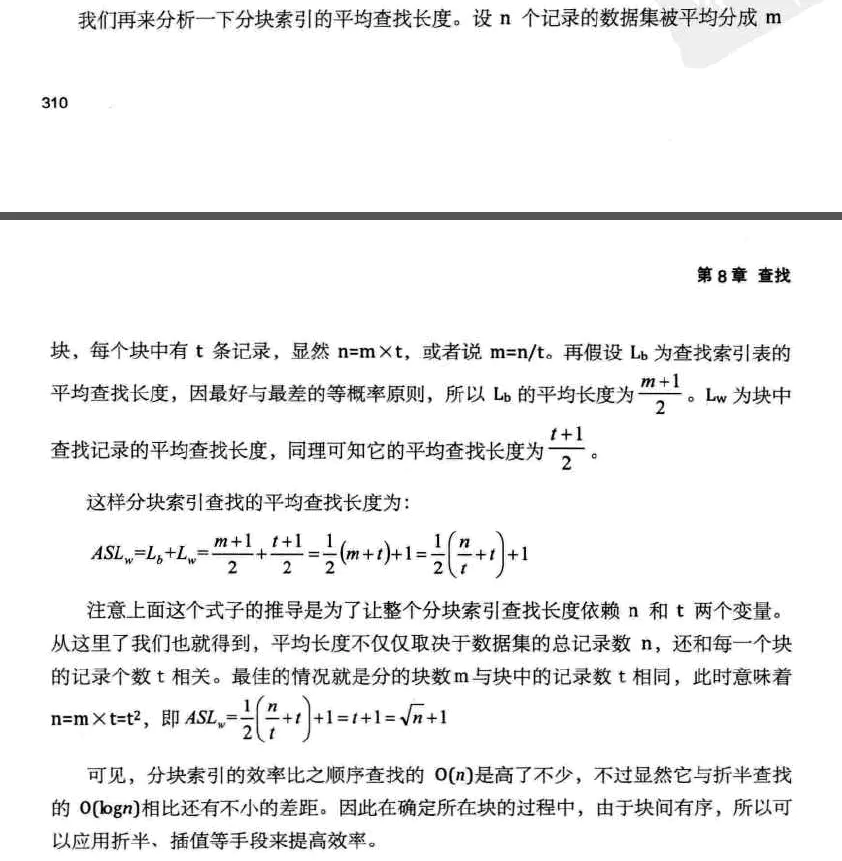 我们再来分析一下分块索引的平均查找长度。设 n 个记录的数据集被平均分成 m
310
第 8 章 查找
块，每个块中有 t 条记录，显然 n=m×t，或者说 m=n/t。再假设 L_b 为查找索引表的
平均查找长度，因最好与最差的等概率原则，所以 L_b 的平均长度为 (m+1)/2 。L_w 为块中
查找记录的平均查找长度，同理可知它的平均查找长度为 (t+1)/2 。
这样分块索引查找的平均查找长度为：
ASL_w=L_b+L_w=(m+1)/2+(t+1)/2=1/2(m+t)+1=1/2(n/t+t)+1
注意上面这个式子的推导是为了让整个分块索引查找长度依赖 n 和 t 两个变量。
从这里了我们也就得到，平均长度不仅仅取决于数据集的总记录数 n，还和每一个块
的记录个数 t 相关。最佳的情况就是分的块数 m 与块中的记录数 t 相同，此时意味着
n=m×t=t²，即 ASL_w=1/2(n/t+t)+1=t+1=√n+1
可见，分块索引的效率比之顺序查找的 O(n)是高了不少，不过显然它与折半查找
的 O(logn)相比还有不小的差距。因此在确定所在块的过程中，由于块间有序，所以可
以应用折半、插值等手段来提高效率。